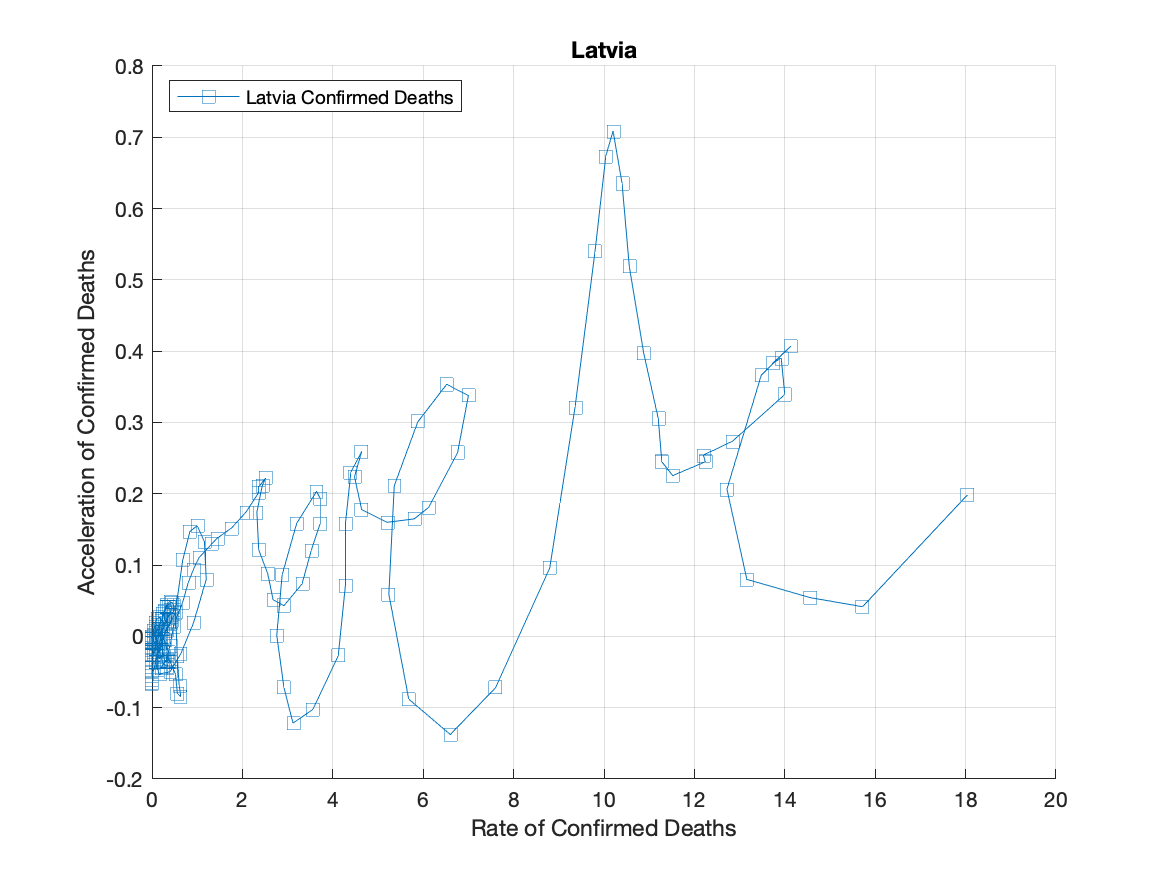 Latvia
Latvia Confirmed Deaths
Acceleration of Confirmed Deaths
0.8
0.7
0.6
0.5
0.4
0.3
0.2
0.1
0
-0.1
-0.2
0 2 4 6 8 10 12 14 16 18 20
Rate of Confirmed Deaths